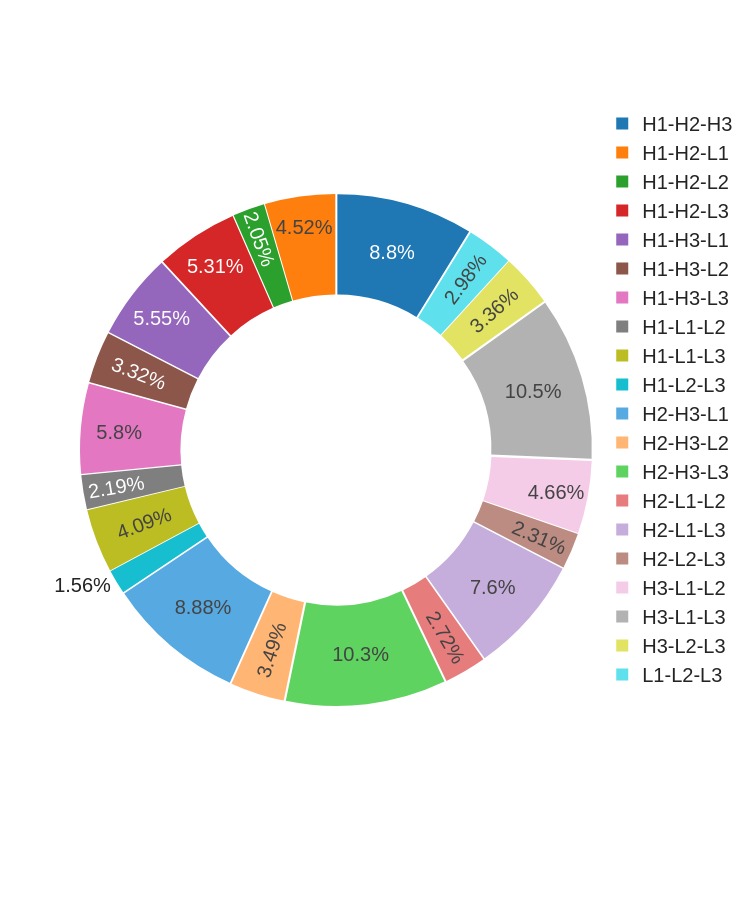 H1-H2-H3
H1-H2-L1
H1-H2-L2
H1-H2-L3
H1-H3-L1
H1-H3-L2
H1-H3-L3
H1-L1-L2
H1-L1-L3
H1-L2-L3
H2-H3-L1
H2-H3-L2
H2-H3-L3
H2-L1-L2
H2-L1-L3
H2-L2-L3
H3-L1-L2
H3-L1-L3
H3-L2-L3
L1-L2-L3
8.8%
2.98%
3.36%
10.5%
4.66%
2.31%
7.6%
2.72%
10.3%
3.49%
8.88%
1.56%
4.09%
2.19%
5.8%
3.32%
5.55%
5.31%
2.05%
4.52%